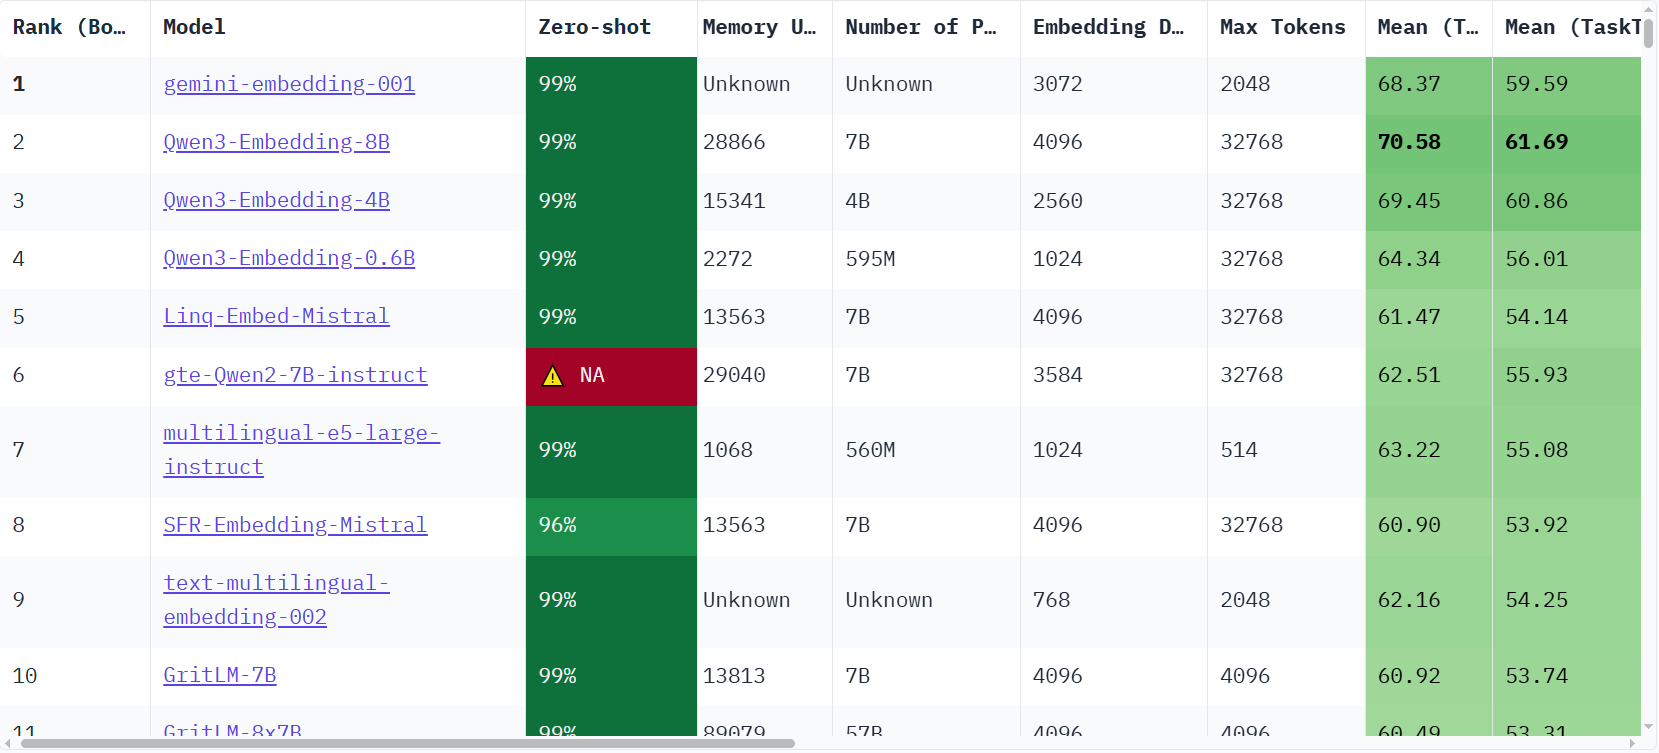 Rank (Bo… Model Zero-shot Memory U… Number of P… Embedding D… Max Tokens Mean (T… Mean (TaskT
1 gemini-embedding-001 99% Unknown Unknown 3072 2048 68.37 59.59
2 Qwen3-Embedding-8B 99% 28866 7B 4096 32768 70.58 61.69
3 Qwen3-Embedding-4B 99% 15341 4B 2560 32768 69.45 60.86
4 Qwen3-Embedding-0.6B 99% 2272 595M 1024 32768 64.34 56.01
5 Linq-Embed-Mistral 99% 13563 7B 4096 32768 61.47 54.14
6 gte-Qwen2-7B-instruct ⚠️ NA 29040 7B 3584 32768 62.51 55.93
7 multilingual-e5-large-
instruct 99% 1068 560M 1024 514 63.22 55.08
8 SFR-Embedding-Mistral 96% 13563 7B 4096 32768 60.90 53.92
9 text-multilingual-
embedding-002 99% Unknown Unknown 768 2048 62.16 54.25
10 GritLM-7B 99% 13813 7B 4096 4096 60.92 53.74
11 GritLM-8x7B 99% 89079 57B 4096 4096 60.49 53.31